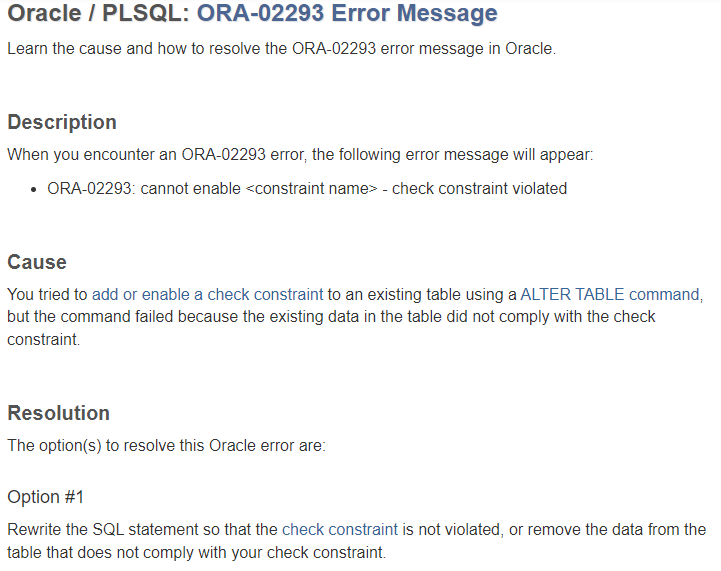 Oracle / PLSQL: ORA-02293 Error Message
Learn the cause and how to resolve the ORA-02293 error message in Oracle.
Description
When you encounter an ORA-02293 error, the following error message will appear:
• ORA-02293: cannot enable <constraint name> - check constraint violated
Cause
You tried to add or enable a check constraint to an existing table using a ALTER TABLE command,
but the command failed because the existing data in the table did not comply with the check
constraint.
Resolution
The option(s) to resolve this Oracle error are:
Option #1
Rewrite the SQL statement so that the check constraint is not violated, or remove the data from the
table that does not comply with your check constraint.